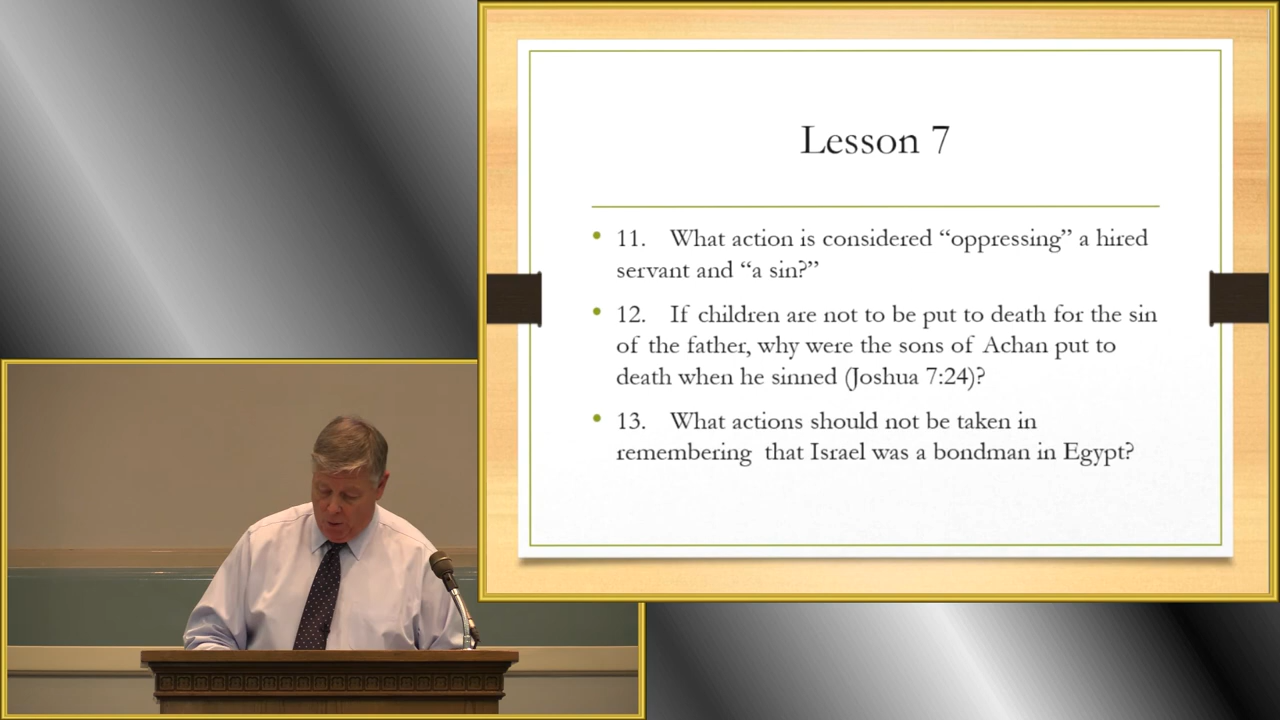 Lesson 7
• 11. What action is considered “oppressing” a hired
servant and “a sin?”
• 12. If children are not to be put to death for the sin
of the father, why were the sons of Achan put to
death when he sinned (Joshua 7:24)?
• 13. What actions should not be taken in
remembering that Israel was a bondman in Egypt?